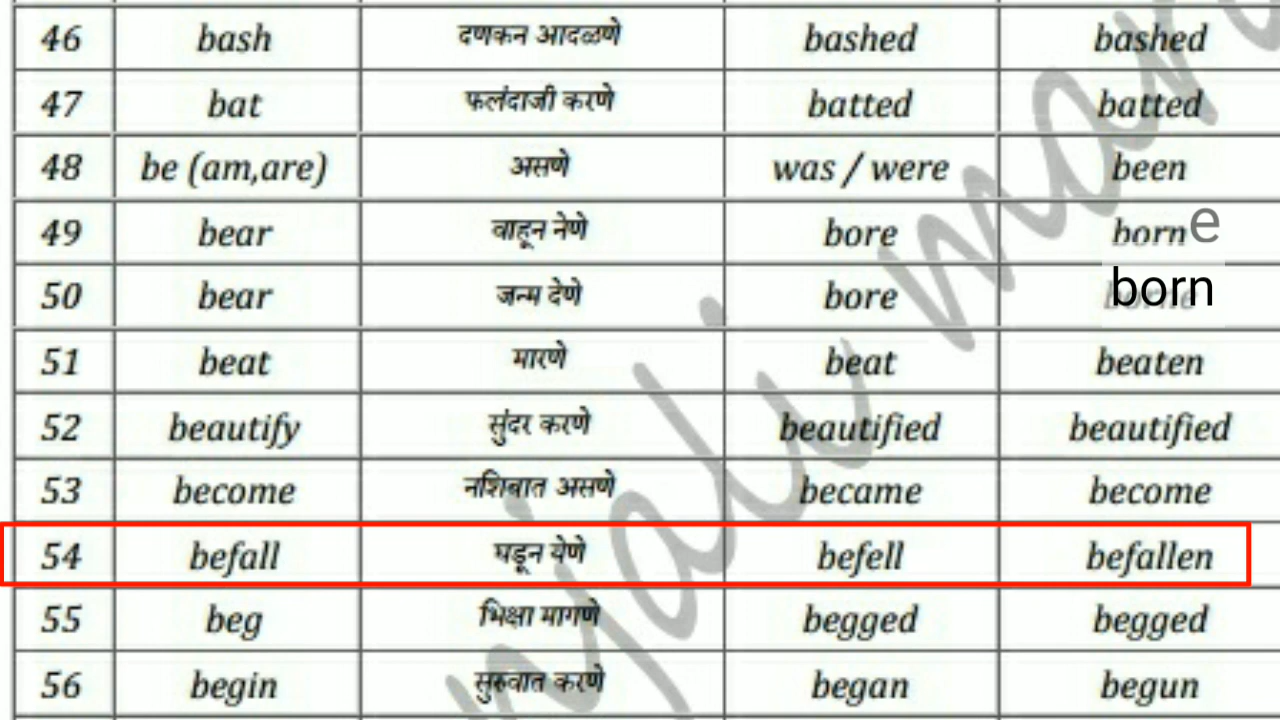 46 bash दणकन आदळणे bashed bashed
47 bat फलंदाजी करणे batted batted
48 be (am,are) असणे was / were been
49 bear वाहून नेणे bore borne
50 bear जन्म देणे bore born
51 beat मारणे beat beaten
52 beautify सुंदर करणे beautified beautified
53 become नशिबात असणे became become
54 befall घडून येणे befell befallen
55 beg भिक्षा मागणे begged begged
56 begin सुरुवात करणे began begun